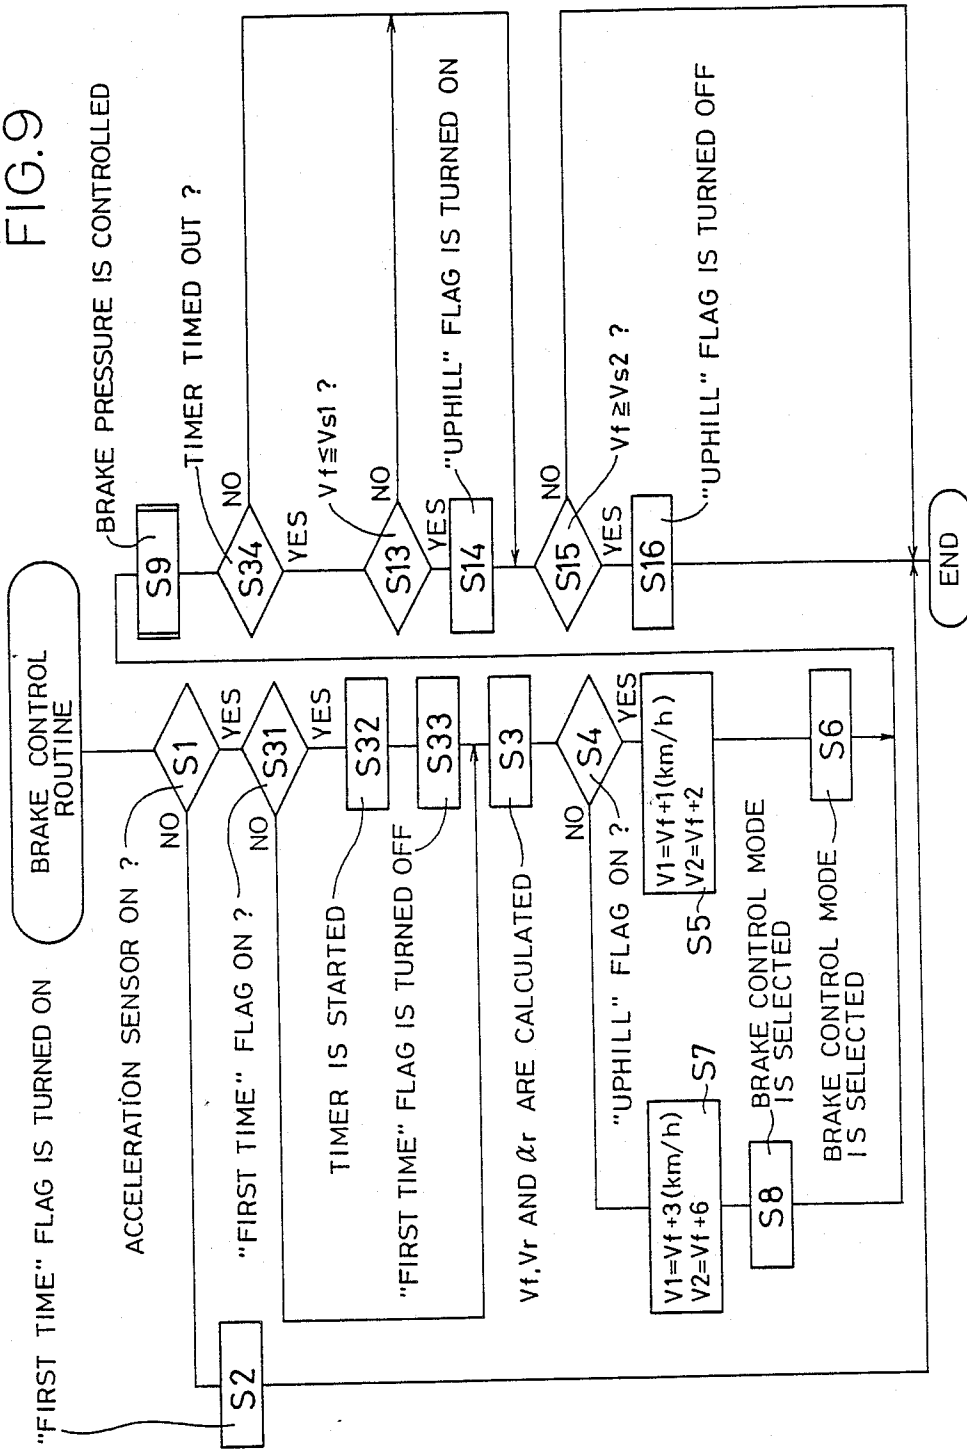 FIG.9
BRAKE CONTROL
ROUTINE
"FIRST TIME" FLAG IS TURNED ON
S2
ACCELERATION SENSOR ON ?
S1
NO
YES
"FIRST TIME" FLAG ON ?
S31
NO
YES
TIMER IS STARTED
S32
"FIRST TIME" FLAG IS TURNED OFF
S33
Vf,Vr AND αr ARE CALCULATED
S3
"UPHILL" FLAG ON ?
S4
NO
YES
V1=Vf+3(km/h)
V2=Vf+6
S7
V1=Vf+1(km/h)
V2=Vf+2
S5
S8
BRAKE CONTROL MODE
IS SELECTED
BRAKE CONTROL MODE
IS SELECTED
S6
BRAKE PRESSURE IS CONTROLLED
S9
TIMER TIMED OUT ?
S34
NO
YES
Vf≦Vs1 ?
S13
NO
YES
"UPHILL" FLAG IS TURNED ON
S14
Vf≧Vs2 ?
S15
NO
YES
"UPHILL" FLAG IS TURNED OFF
S16
END